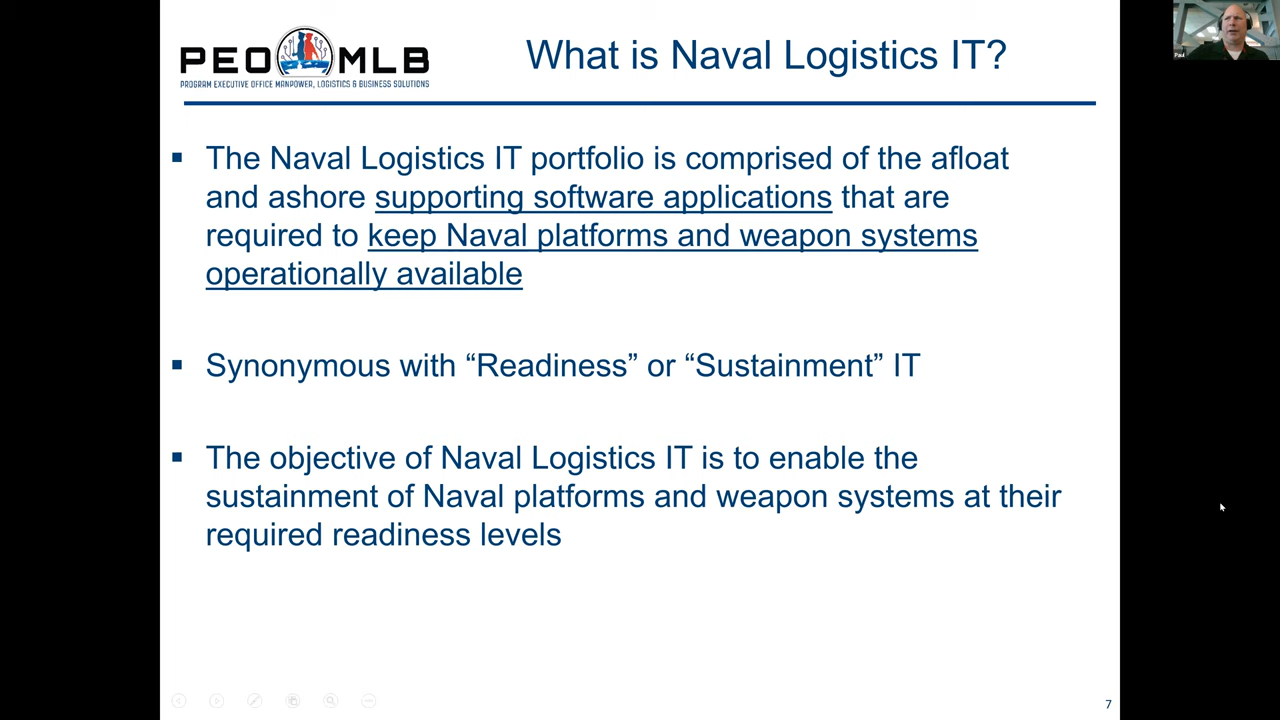 PEO MLB
PROGRAM EXECUTIVE OFFICE MANPOWER, LOGISTICS & BUSINESS SOLUTIONS
What is Naval Logistics IT?
Paul
▪ The Naval Logistics IT portfolio is comprised of the afloat
and ashore supporting software applications that are
required to keep Naval platforms and weapon systems
operationally available
▪ Synonymous with “Readiness” or “Sustainment” IT
▪ The objective of Naval Logistics IT is to enable the
sustainment of Naval platforms and weapon systems at their
required readiness levels
7